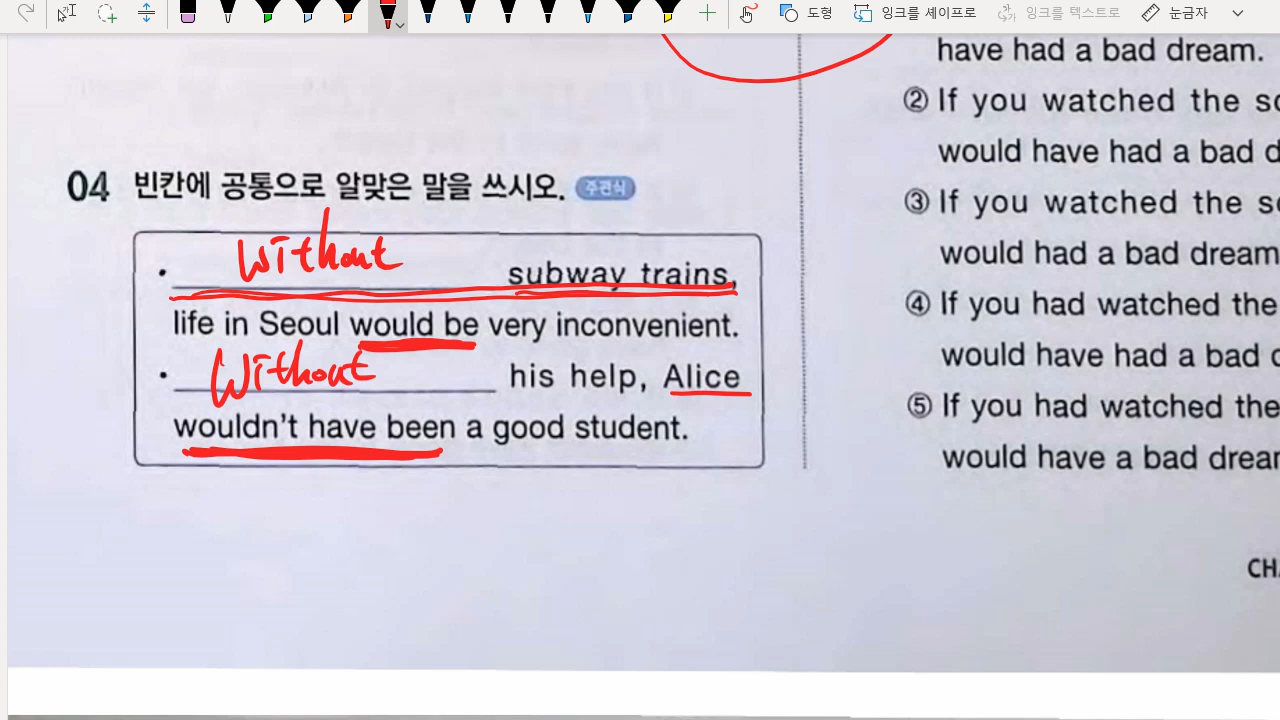 도형
잉크를 셰이프로
잉크를 텍스트로
눈금자
04 빈칸에 공통으로 알맞은 말을 쓰시오. 주관식
• Without subway trains,
life in Seoul would be very inconvenient.
• Without his help, Alice
wouldn't have been a good student.
have had a bad dream.
② If you watched the
would have had a bad
③ If you watched the
would had a bad dream
④ If you had watched the
would have had a bad
⑤ If you had watched the
would have a bad